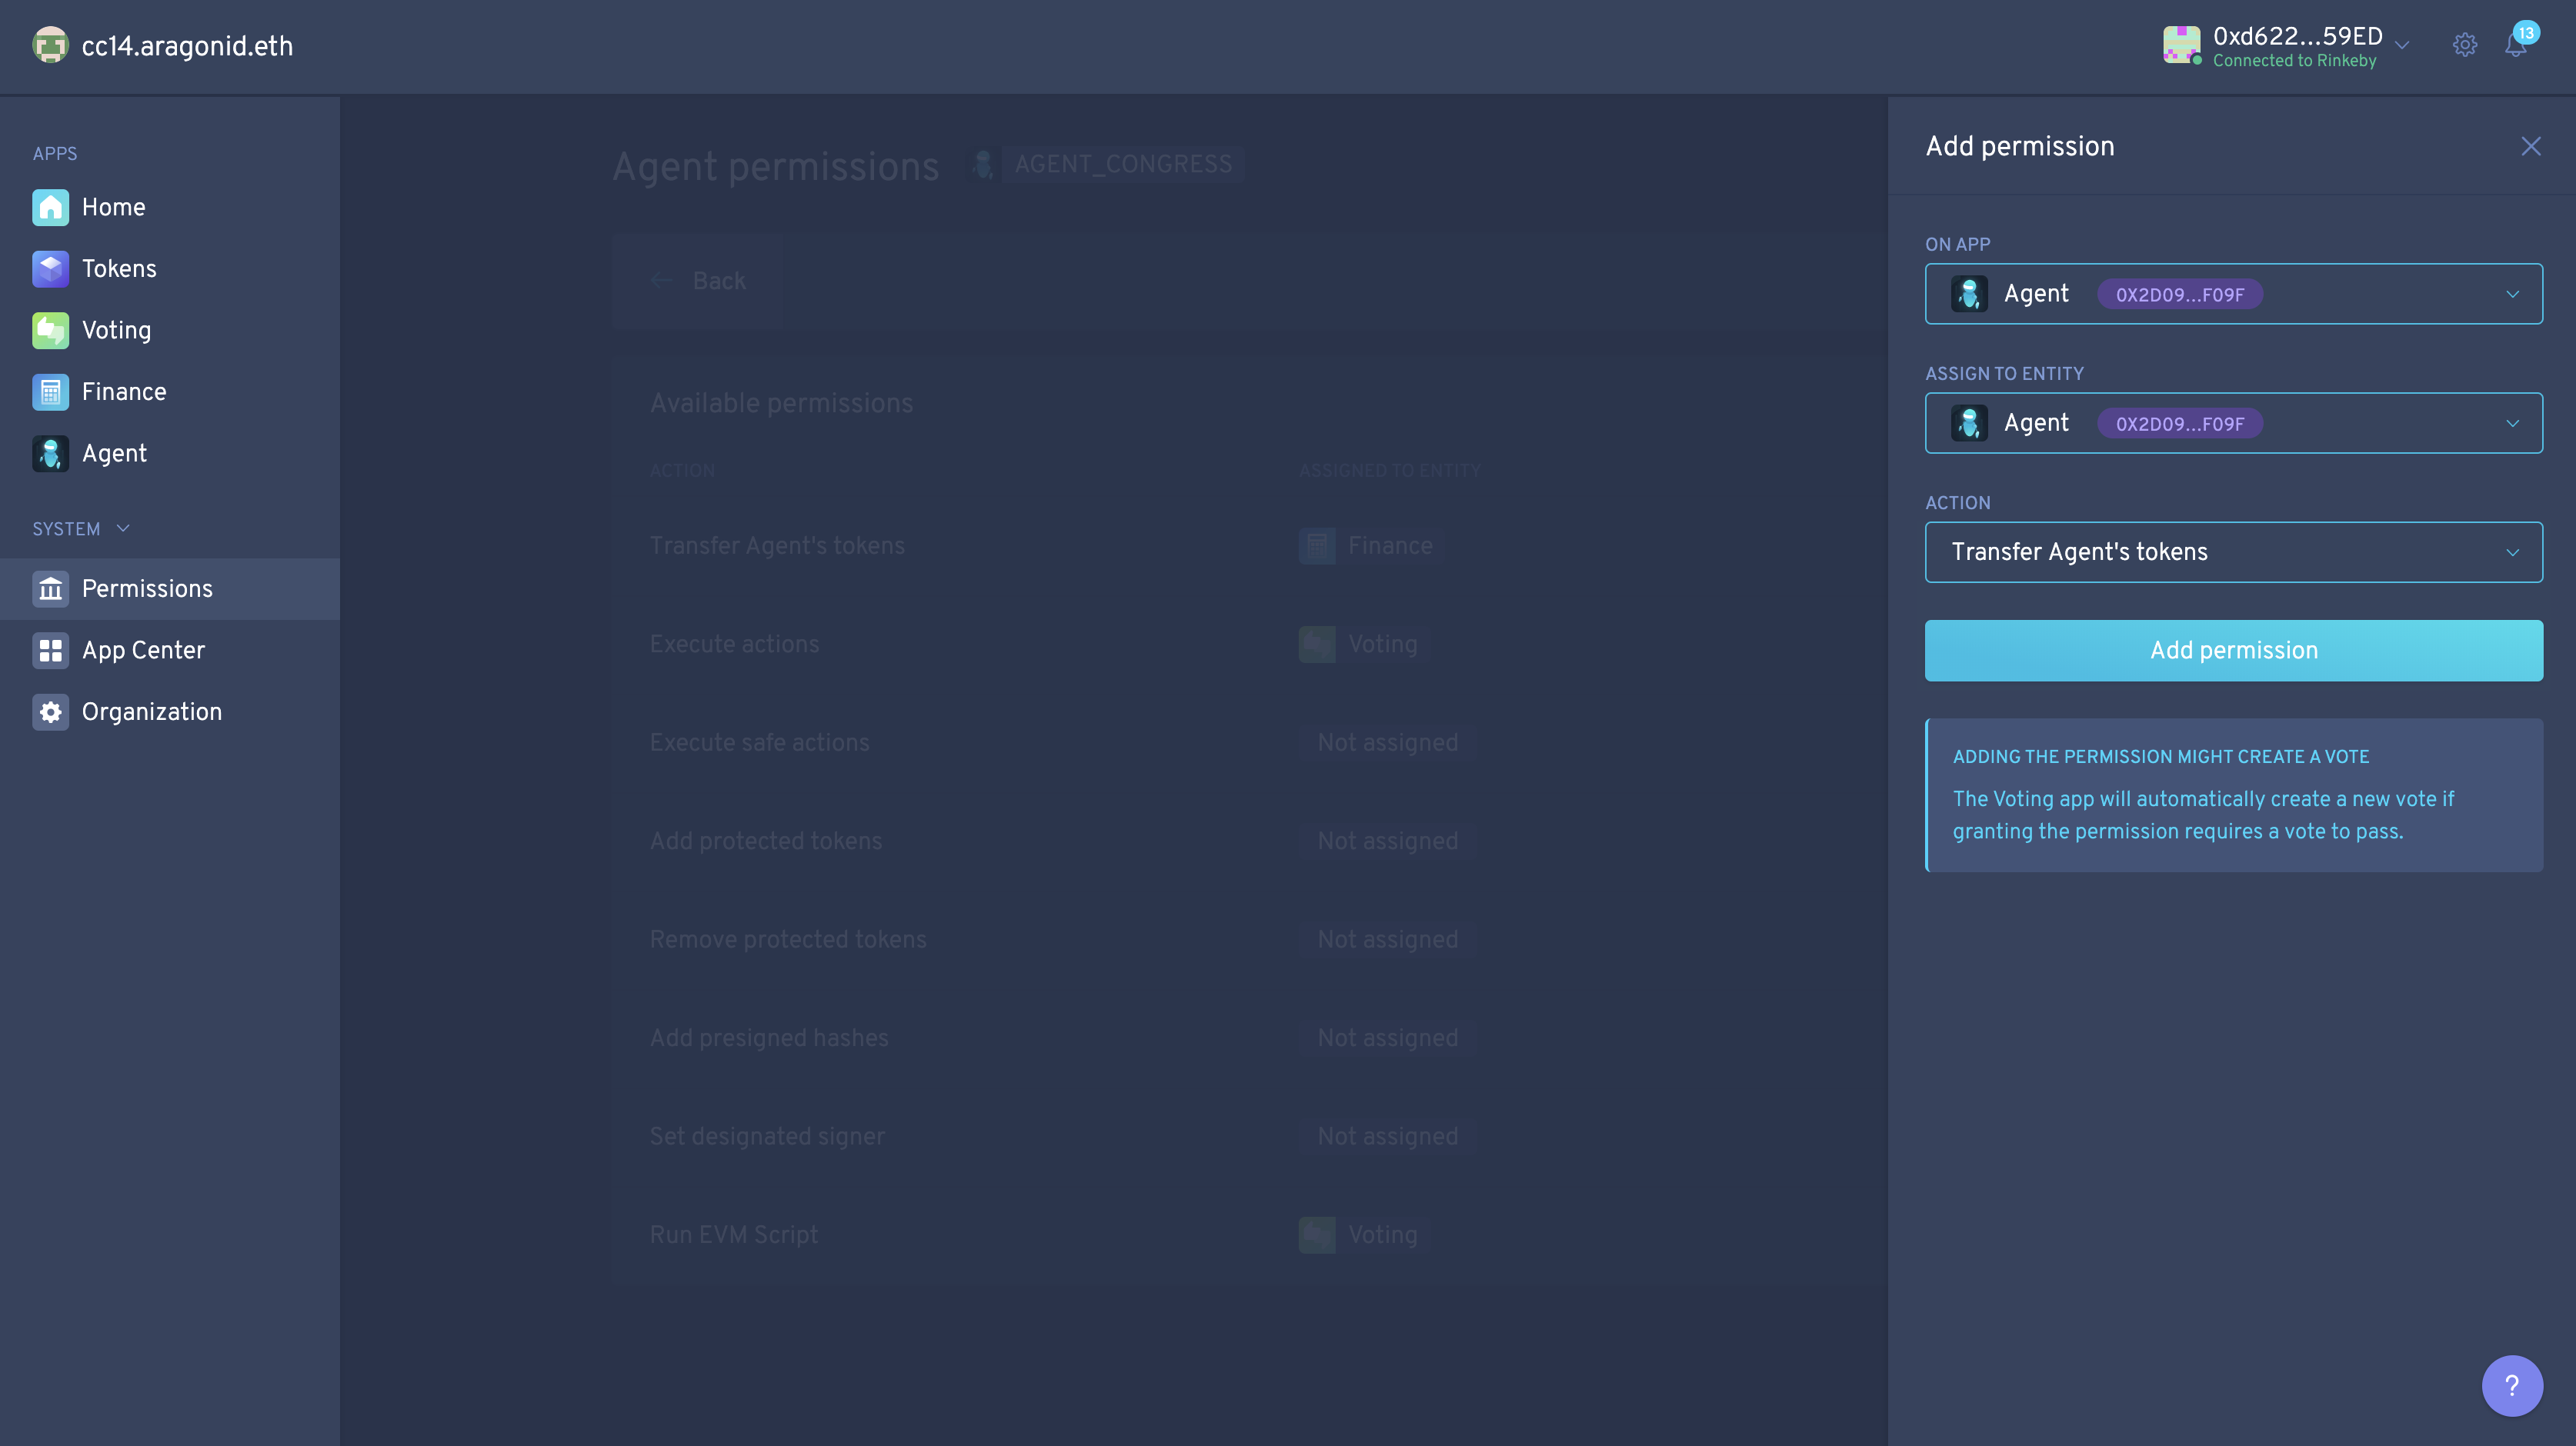 cc14.aragonid.eth
0xd622...59ED
Connected to Rinkeby
13
APPS
Home
Tokens
Voting
Finance
Agent
SYSTEM
Permissions
App Center
Organization
Agent permissions AGENT_CONGRESS
Back
Available permissions
ACTION ASSIGNED TO ENTITY
Transfer Agent's tokens Finance
Execute actions Voting
Execute safe actions Not assigned
Add protected tokens Not assigned
Remove protected tokens Not assigned
Add presigned hashes Not assigned
Set designated signer Not assigned
Run EVM Script Voting
Add permission
ON APP
Agent 0X2D09...F09F
ASSIGN TO ENTITY
Agent 0X2D09...F09F
ACTION
Transfer Agent's tokens
Add permission
ADDING THE PERMISSION MIGHT CREATE A VOTE
The Voting app will automatically create a new vote if
granting the permission requires a vote to pass.
?